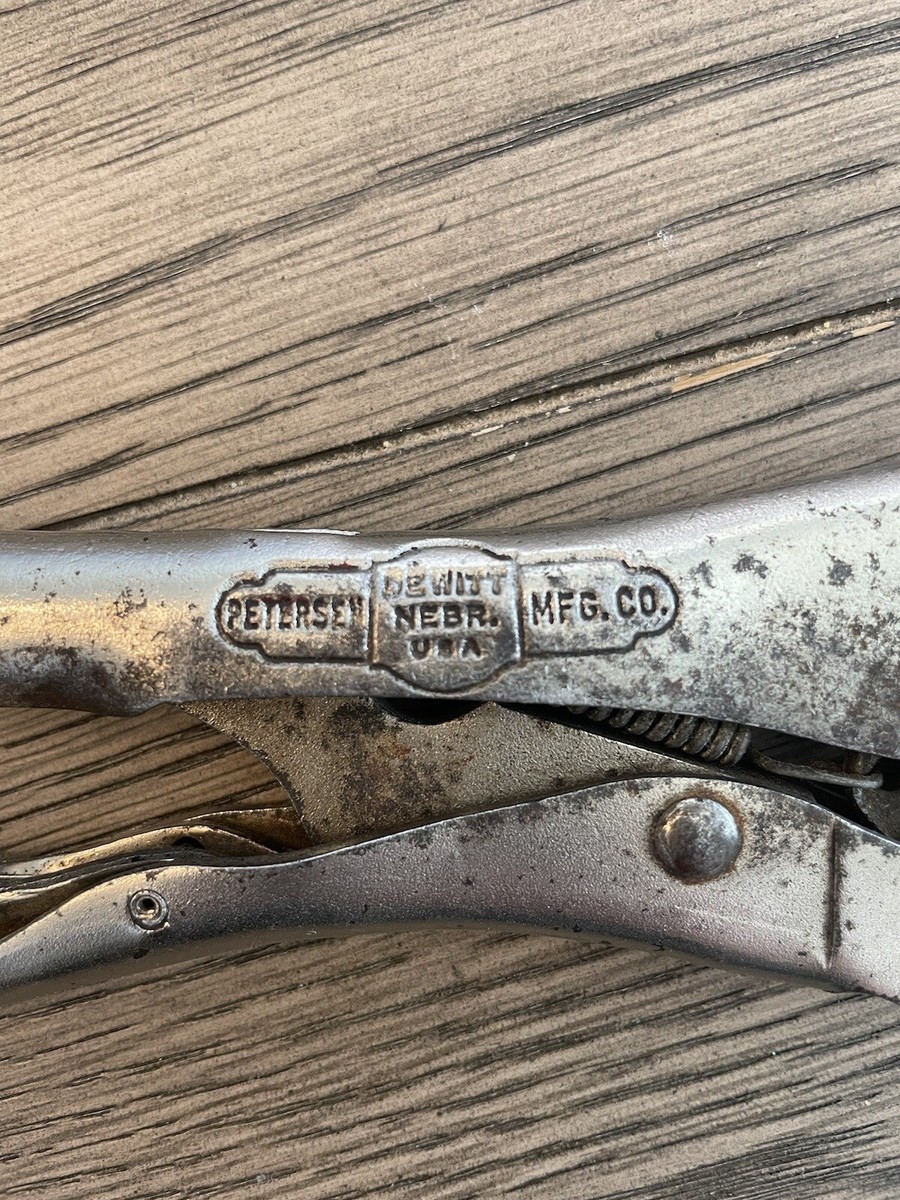 PETERSEN
DEWITT
NEBR.
USA
MFG. CO.